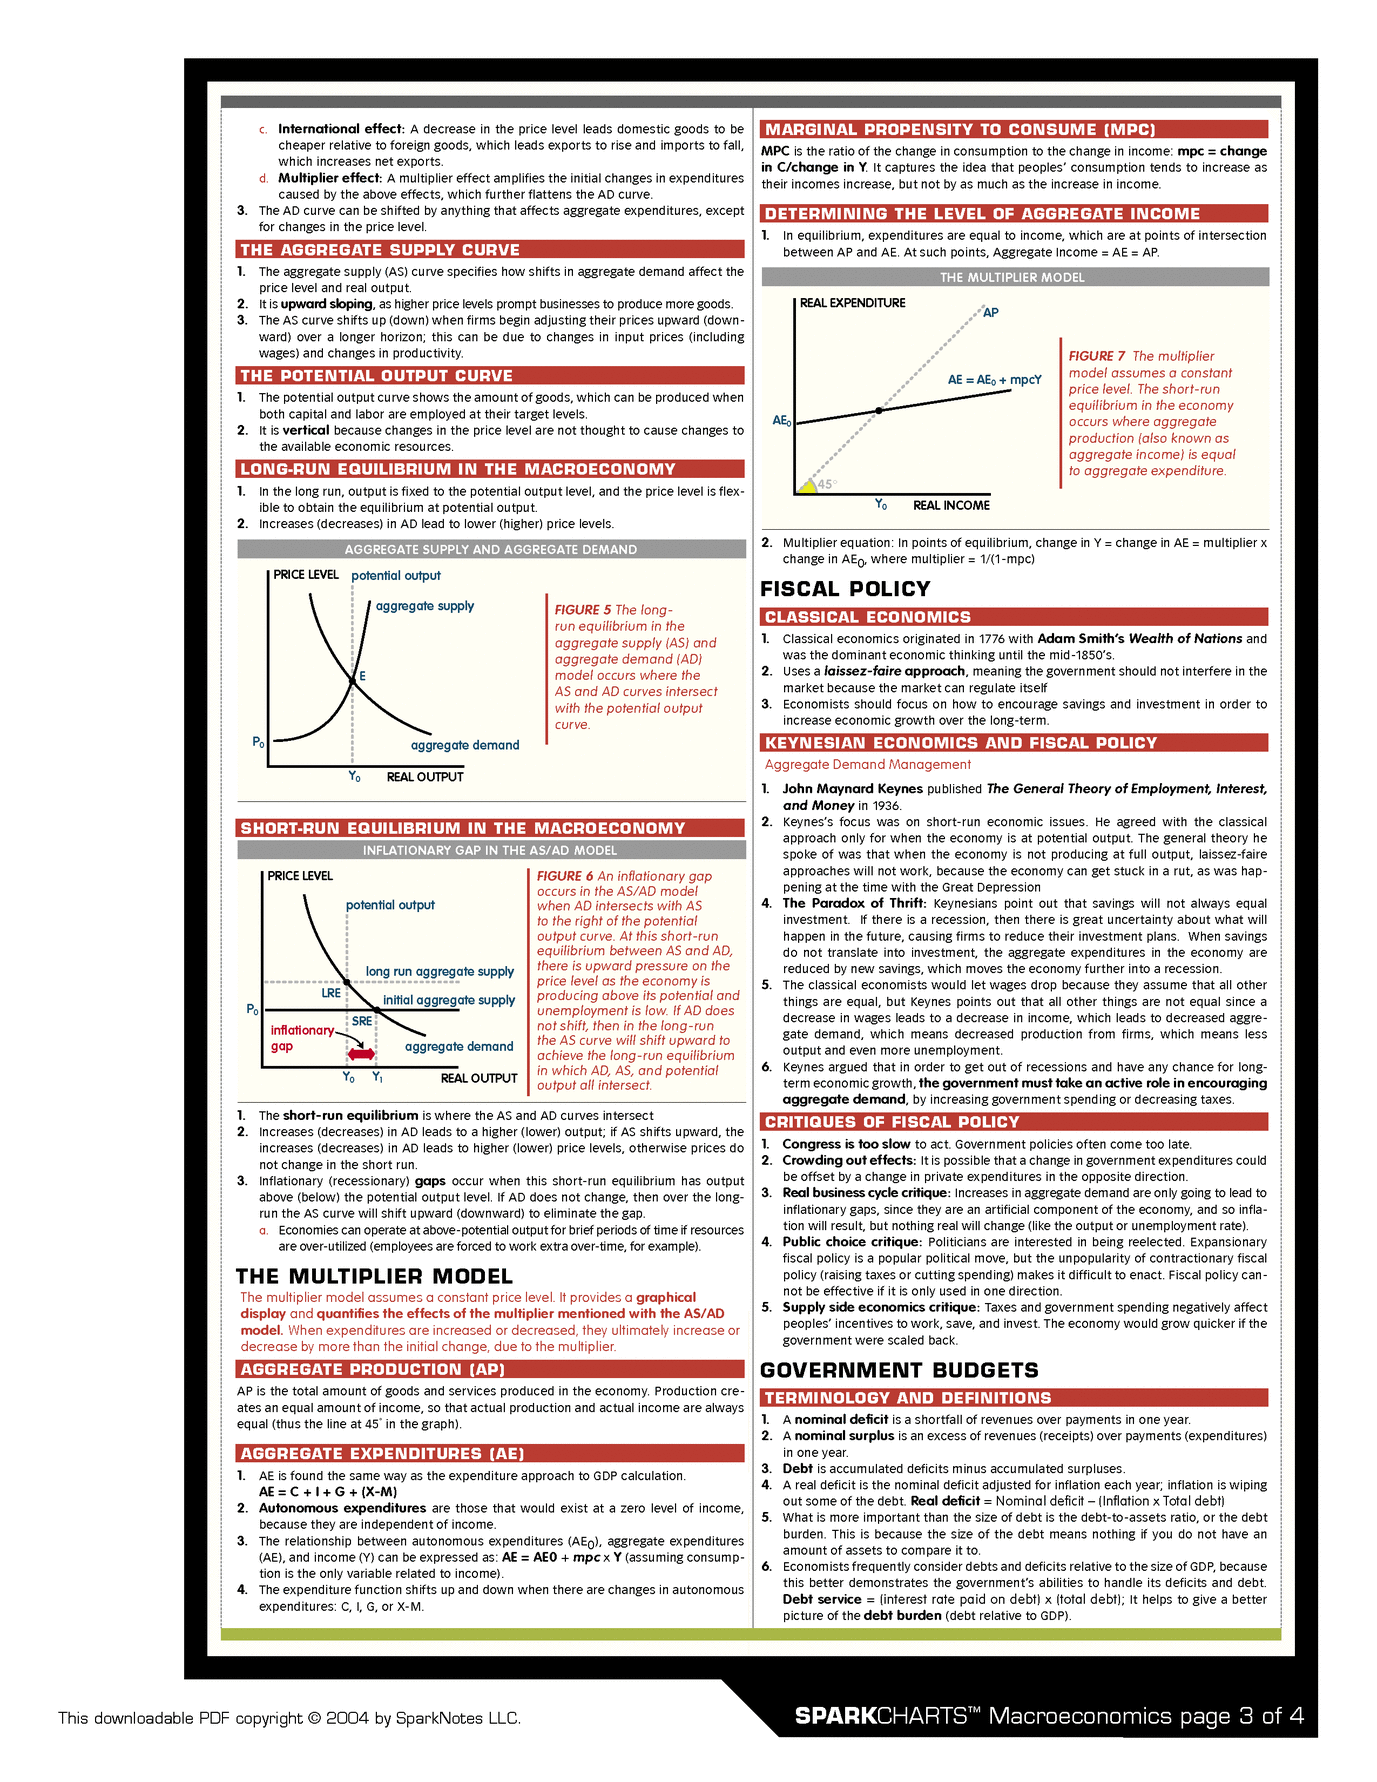 c. International effect: A decrease in the price level leads domestic goods to be
cheaper relative to foreign goods, which leads exports to rise and imports to fall,
which increases net exports.
d. Multiplier effect: A multiplier effect amplifies the initial changes in expenditures
caused by the above effects, which further flattens the AD curve.
3. The AD curve can be shifted by anything that affects aggregate expenditures, except
for changes in the price level.
THE AGGREGATE SUPPLY CURVE
1. The aggregate supply (AS) curve specifies how shifts in aggregate demand affect the
price level and real output.
2. It is upward sloping, as higher price levels prompt businesses to produce more goods.
3. The AS curve shifts up (down) when firms begin adjusting their prices upward (down-
ward) over a longer horizon; this can be due to changes in input prices (including
wages) and changes in productivity.
THE POTENTIAL OUTPUT CURVE
1. The potential output curve shows the amount of goods, which can be produced when
both capital and labor are employed at their target levels.
2. It is vertical because changes in the price level are not thought to cause changes to
the available economic resources.
LONG-RUN EQUILIBRIUM IN THE MACROECONOMY
1. In the long run, output is fixed to the potential output level, and the price level is flex-
ible to obtain the equilibrium at potential output.
2. Increases (decreases) in AD lead to lower (higher) price levels.
AGGREGATE SUPPLY AND AGGREGATE DEMAND
PRICE LEVEL
potential output
aggregate supply
E
P0
aggregate demand
Y0
REAL OUTPUT
FIGURE 5 The long-
run equilibrium in the
aggregate supply (AS) and
aggregate demand (AD)
model occurs where the
AS and AD curves intersect
with the potential output
curve.
SHORT-RUN EQUILIBRIUM IN THE MACROECONOMY
INFLATIONARY GAP IN THE AS/AD MODEL
PRICE LEVEL
potential output
long run aggregate supply
LRE
initial aggregate supply
P0
SRE
inflationary
gap
aggregate demand
Y0
Y1
REAL OUTPUT
FIGURE 6 An inflationary gap
occurs in the AS/AD model
when AD intersects with AS
to the right of the potential
output curve. At this short-run
equilibrium between AS and AD,
there is upward pressure on the
price level as the economy is
producing above its potential and
unemployment is low. If AD does
not shift, then in the long-run
the AS curve will shift upward to
achieve the long-run equilibrium
in which AD, AS, and potential
output all intersect.
1. The short-run equilibrium is where the AS and AD curves intersect
2. Increases (decreases) in AD leads to a higher (lower) output; if AS shifts upward, the
increases (decreases) in AD leads to higher (lower) price levels, otherwise prices do
not change in the short run.
3. Inflationary (recessionary) gaps occur when this short-run equilibrium has output
above (below) the potential output level. If AD does not change, then over the long-
run the AS curve will shift upward (downward) to eliminate the gap.
a. Economies can operate at above-potential output for brief periods of time if resources
are over-utilized (employees are forced to work extra over-time, for example).
THE MULTIPLIER MODEL
The multiplier model assumes a constant price level. It provides a graphical
display and quantifies the effects of the multiplier mentioned with the AS/AD
model. When expenditures are increased or decreased, they ultimately increase or
decrease by more than the initial change, due to the multiplier.
AGGREGATE PRODUCTION (AP)
AP is the total amount of goods and services produced in the economy. Production cre-
ates an equal amount of income, so that actual production and actual income are always
equal (thus the line at 45° in the graph).
AGGREGATE EXPENDITURES (AE)
1. AE is found the same way as the expenditure approach to GDP calculation.
AE = C + I + G + (X-M)
2. Autonomous expenditures are those that would exist at a zero level of income,
because they are independent of income.
3. The relationship between autonomous expenditures (AE0), aggregate expenditures
(AE), and income (Y) can be expressed as: AE = AE0 + mpc x Y (assuming consump-
tion is the only variable related to income).
4. The expenditure function shifts up and down when there are changes in autonomous
expenditures: C, I, G, or X-M.
MARGINAL PROPENSITY TO CONSUME (MPC)
MPC is the ratio of the change in consumption to the change in income: mpc = change
in C/change in Y. It captures the idea that peoples' consumption tends to increase as
their incomes increase, but not by as much as the increase in income.
DETERMINING THE LEVEL OF AGGREGATE INCOME
1. In equilibrium, expenditures are equal to income, which are at points of intersection
between AP and AE. At such points, Aggregate Income = AE = AP.
THE MULTIPLIER MODEL
REAL EXPENDITURE
AP
AE = AE0 + mpcY
AE0
45°
Y0
REAL INCOME
FIGURE 7 The multiplier
model assumes a constant
price level. The short-run
equilibrium in the economy
occurs where aggregate
production (also known as
aggregate income) is equal
to aggregate expenditure.
2. Multiplier equation: In points of equilibrium, change in Y = change in AE = multiplier x
change in AE0, where multiplier = 1/(1-mpc)
FISCAL POLICY
CLASSICAL ECONOMICS
1. Classical economics originated in 1776 with Adam Smith's Wealth of Nations and
was the dominant economic thinking until the mid-1850's.
2. Uses a laissez-faire approach, meaning the government should not interfere in the
market because the market can regulate itself
3. Economists should focus on how to encourage savings and investment in order to
increase economic growth over the long-term.
KEYNESIAN ECONOMICS AND FISCAL POLICY
Aggregate Demand Management
1. John Maynard Keynes published The General Theory of Employment, Interest,
and Money in 1936.
2. Keynes's focus was on short-run economic issues. He agreed with the classical
approach only for when the economy is at potential output. The general theory he
spoke of was that when the economy is not producing at full output, laissez-faire
approaches will not work, because the economy can get stuck in a rut, as was hap-
pening at the time with the Great Depression
4. The Paradox of Thrift: Keynesians point out that savings will not always equal
investment. If there is a recession, then there is great uncertainty about what will
happen in the future, causing firms to reduce their investment plans. When savings
do not translate into investment, the aggregate expenditures in the economy are
reduced by new savings, which moves the economy further into a recession.
5. The classical economists would let wages drop because they assume that all other
things are equal, but Keynes points out that all other things are not equal since a
decrease in wages leads to a decrease in income, which leads to decreased aggre-
gate demand, which means decreased production from firms, which means less
output and even more unemployment.
6. Keynes argued that in order to get out of recessions and have any chance for long-
term economic growth, the government must take an active role in encouraging
aggregate demand, by increasing government spending or decreasing taxes.
CRITIQUES OF FISCAL POLICY
1. Congress is too slow to act. Government policies often come too late.
2. Crowding out effects: It is possible that a change in government expenditures could
be offset by a change in private expenditures in the opposite direction.
3. Real business cycle critique: Increases in aggregate demand are only going to lead to
inflationary gaps, since they are an artificial component of the economy, and so infla-
tion will result, but nothing real will change (like the output or unemployment rate).
4. Public choice critique: Politicians are interested in being reelected. Expansionary
fiscal policy is a popular political move, but the unpopularity of contractionary fiscal
policy (raising taxes or cutting spending) makes it difficult to enact. Fiscal policy can-
not be effective if it is only used in one direction.
5. Supply side economics critique: Taxes and government spending negatively affect
peoples' incentives to work, save, and invest. The economy would grow quicker if the
government were scaled back.
GOVERNMENT BUDGETS
TERMINOLOGY AND DEFINITIONS
1. A nominal deficit is a shortfall of revenues over payments in one year.
2. A nominal surplus is an excess of revenues (receipts) over payments (expenditures)
in one year.
3. Debt is accumulated deficits minus accumulated surpluses.
4. A real deficit is the nominal deficit adjusted for inflation each year; inflation is wiping
out some of the debt. Real deficit = Nominal deficit – (Inflation x Total debt)
5. What is more important than the size of debt is the debt-to-assets ratio, or the debt
burden. This is because the size of the debt means nothing if you do not have an
amount of assets to compare it to.
6. Economists frequently consider debts and deficits relative to the size of GDP, because
this better demonstrates the government's abilities to handle its deficits and debt.
Debt service = (interest rate paid on debt) x (total debt); It helps to give a better
picture of the debt burden (debt relative to GDP).
This downloadable PDF copyright © 2004 by SparkNotes LLC.
SPARKCHARTS™ Macroeconomics page 3 of 4